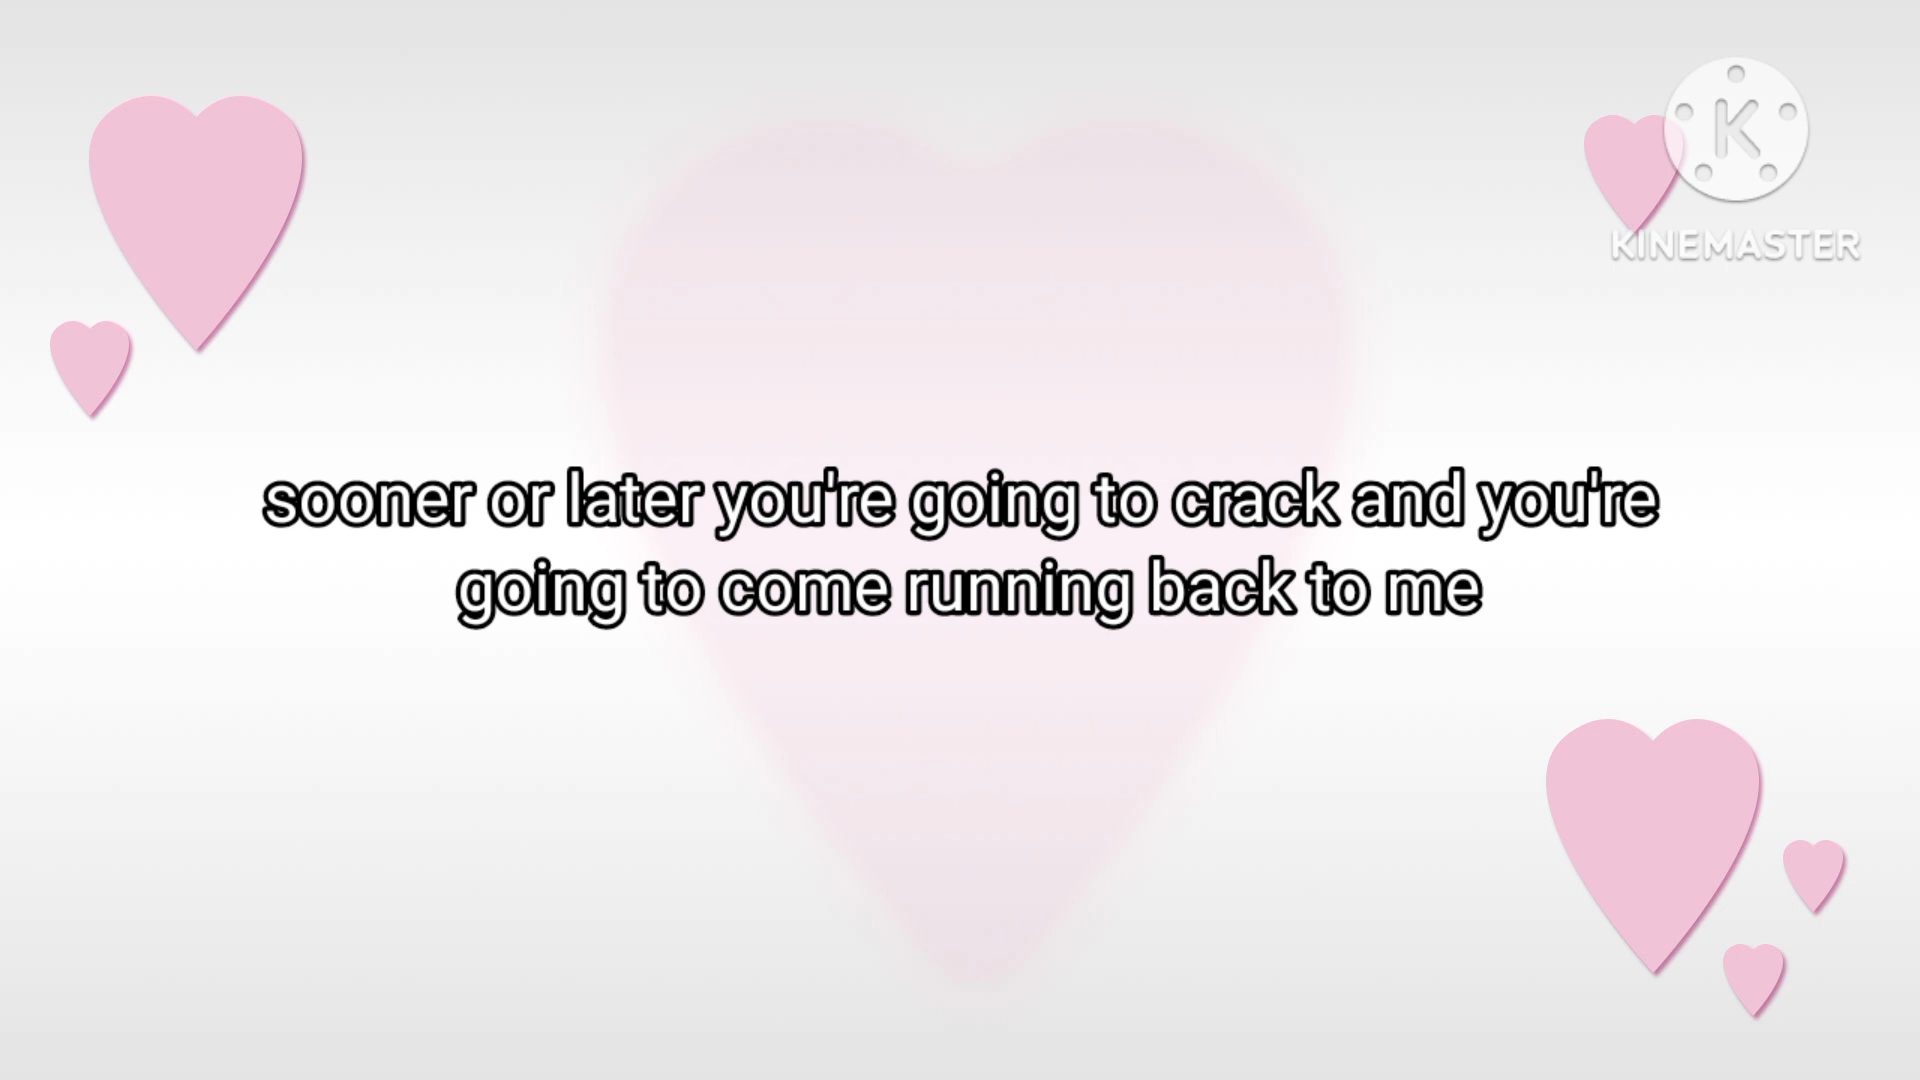 K
KINEMASTER
sooner or later you're going to crack and you're
going to come running back to me